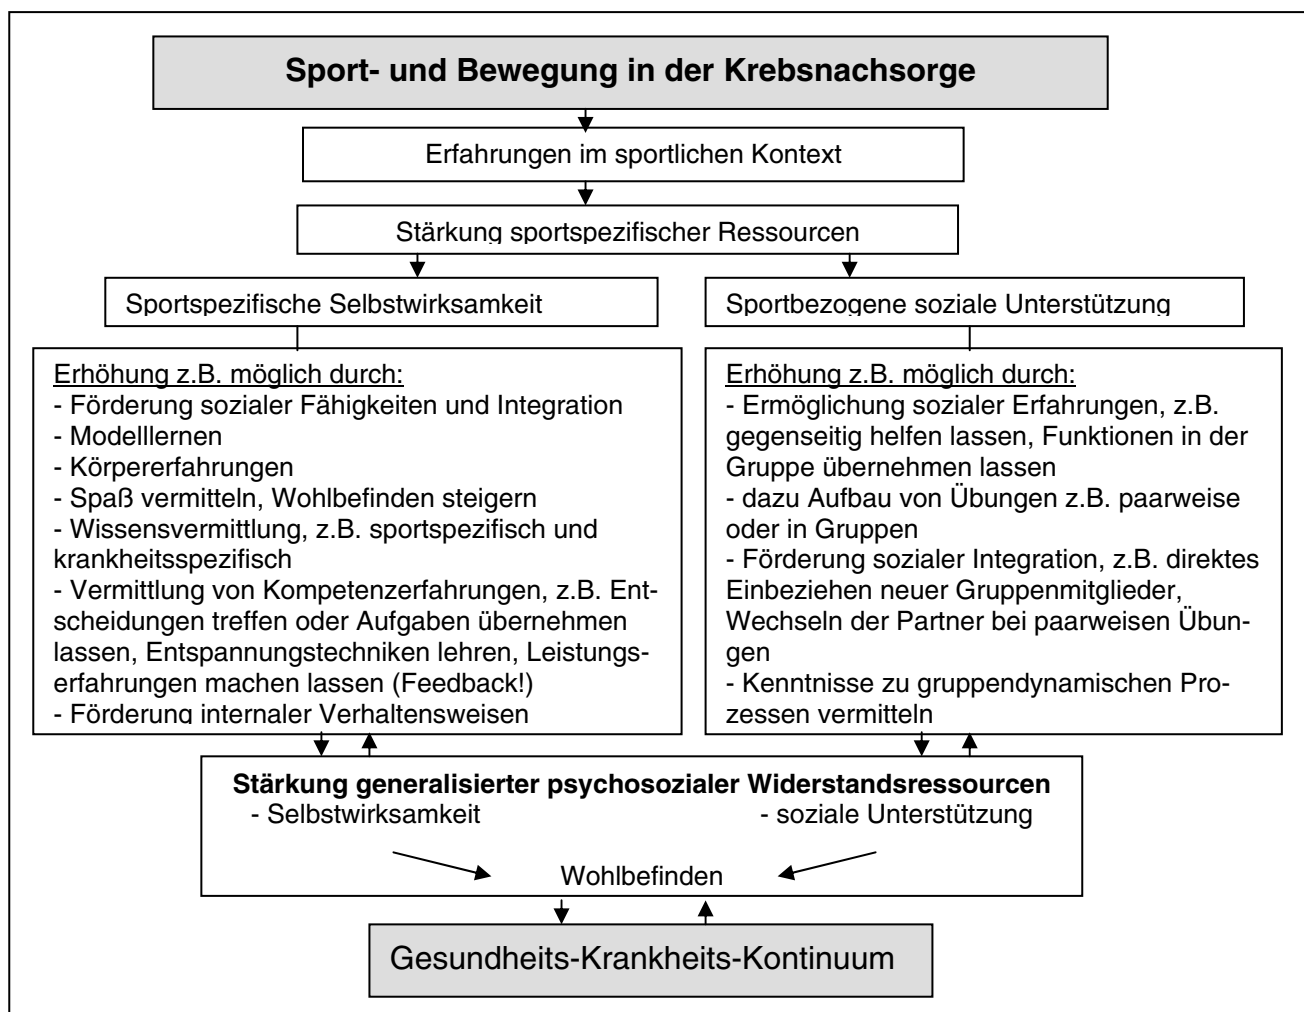 Sport- und Bewegung in der Krebsnachsorge
Erfahrungen im sportlichen Kontext
Stärkung sportspezifischer Ressourcen
Sportspezifische Selbstwirksamkeit
Erhöhung z.B. möglich durch:
- Förderung sozialer Fähigkeiten und Integration
- Modelllernen
- Körpererfahrungen
- Spaß vermitteln, Wohlbefinden steigern
- Wissensvermittlung, z.B. sportspezifisch und
krankheitsspezifisch
- Vermittlung von Kompetenzerfahrungen, z.B. Ent-
scheidungen treffen oder Aufgaben übernehmen
lassen, Entspannungstechniken lehren, Leistungs-
erfahrungen machen lassen (Feedback!)
- Förderung internaler Verhaltensweisen
Sportbezogene soziale Unterstützung
Erhöhung z.B. möglich durch:
- Ermöglichung sozialer Erfahrungen, z.B.
gegenseitig helfen lassen, Funktionen in der
Gruppe übernehmen lassen
- dazu Aufbau von Übungen z.B. paarweise
oder in Gruppen
- Förderung sozialer Integration, z.B. direktes
Einbeziehen neuer Gruppenmitglieder,
Wechseln der Partner bei paarweisen Übun-
gen
- Kenntnisse zu gruppendynamischen Pro-
zessen vermitteln
Stärkung generalisierter psychosozialer Widerstandsressourcen
- Selbstwirksamkeit - soziale Unterstützung
Wohlbefinden
Gesundheits-Krankheits-Kontinuum